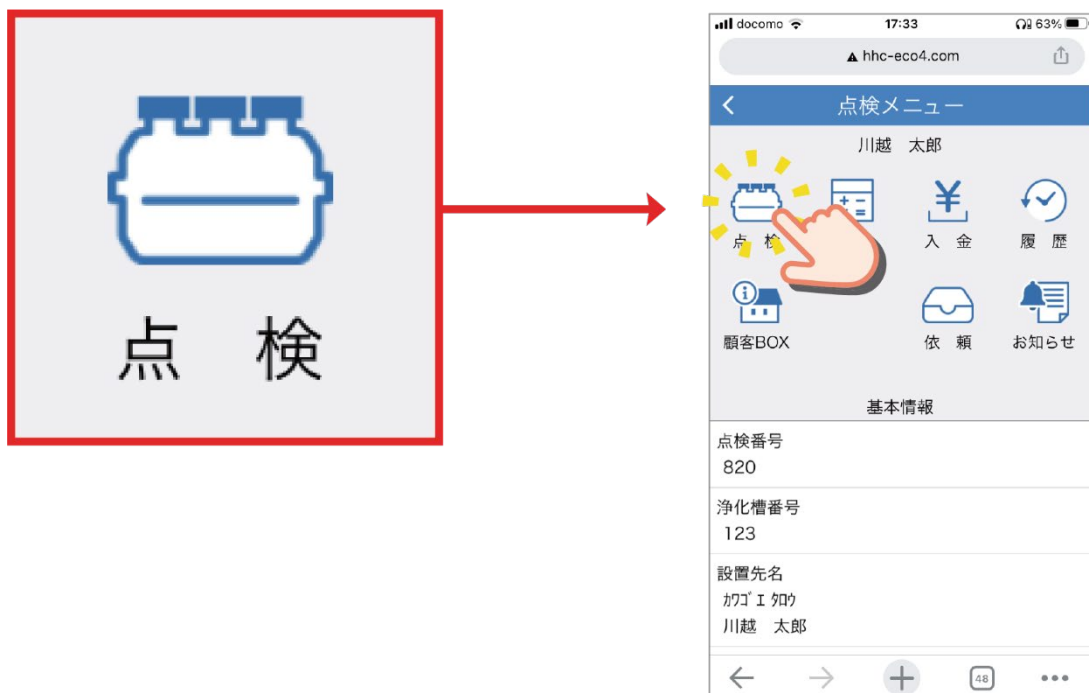 点 検
docomo 17:33 63%
hhc-eco4.com
点検メニュー
川越 太郎
点 検 入 金 履 歴
顧客BOX 依 頼 お知らせ
基本情報
点検番号
820
浄化槽番号
123
設置先名
ｶﾜｺﾞｴ ﾀﾛｳ
川越 太郎
48